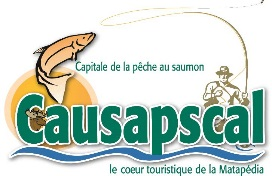 Capitale de la pêche au saumon
Causapscal
le coeur touristique de la Matapédia